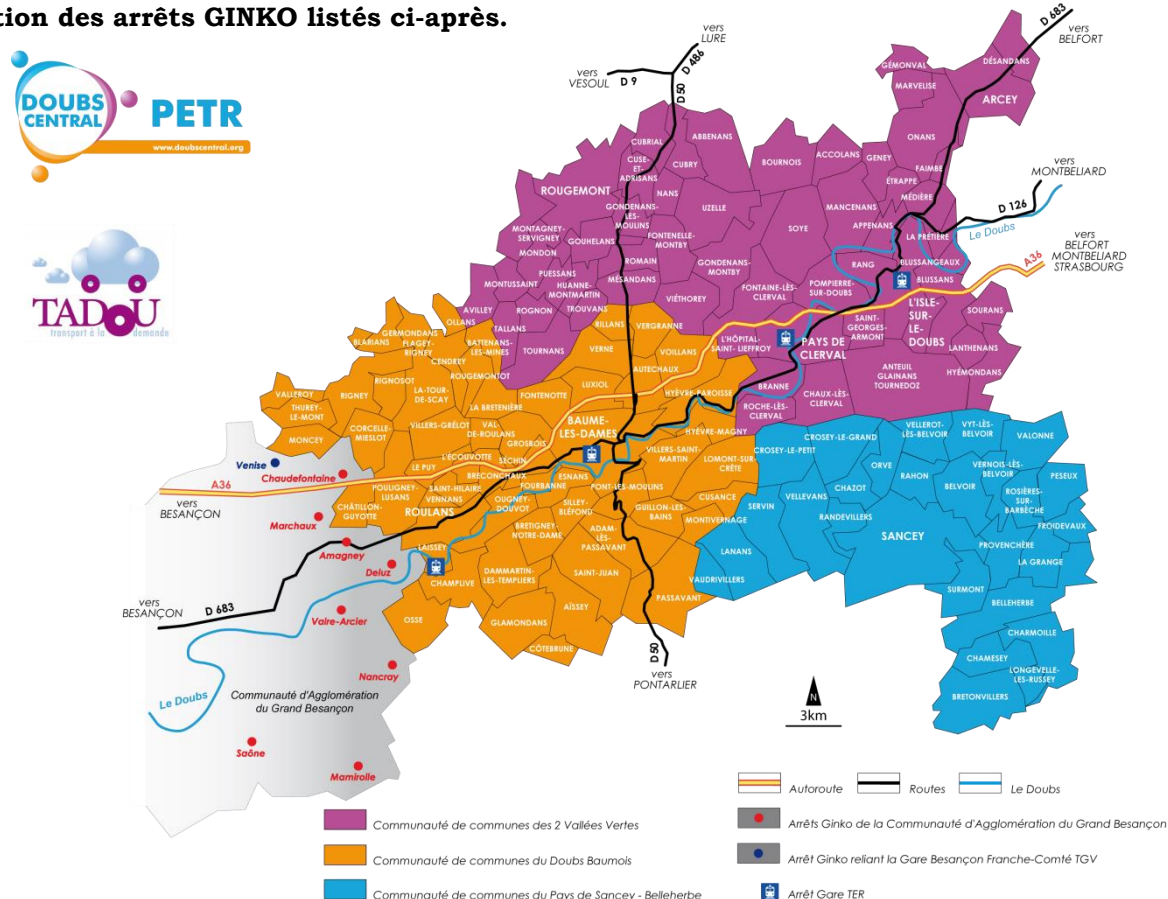 tion des arrêts GINKO listés ci-après.
DOUBS
CENTRAL
PETR
www.doubscentral.org
TADOU
transport à la demande
vers
LURE
D 486
vers
VESOUL
D 9
D 50
D 683
vers
BELFORT
GÉMONVAL
DÉSANDANS
MARVELISE
ARCEY
ONANS
CUBRIAL
ABBENANS
CUSE-
ET-
ADRISANS
CUBRY
BOURNOIS
ACCOLANS
GENEY
FAIMBE
ÉTRAPPE
MÉDIÈRE
vers
MONTBELIARD
D 126
Le Doubs
ROUGEMONT
NANS
UZELLE
MANCENANS
APPENANS
GONDENANS-
LES-
MOULINS
SOYE
LA PRÉTIÈRE
MONTAGNEY-
SERVIGNEY
GOUHELANS
FONTENELLE-
MONTBY
MONDON
ROMAIN
GONDENANS-
MONTBY
RANG
BLUSSANGEAUX
BLUSSANS
A36
vers
BELFORT
MONTBELIARD
STRASBOURG
PUESSANS
HUANNE-
MONTMARTIN
MÉSANDANS
MONTUSSAINT
FONTAINE-LÈS-
CLERVAL
POMPIERRE-
SUR-DOUBS
VIÉTHOREY
L'ISLE-
SUR-
LE-
DOUBS
SOURANS
AVILLEY
ROGNON
TROUVANS
SAINT-
GEORGES-
ARMONT
TALLANS
TOURNANS
L'HÔPITAL-
SAINT- LIEFFROY
PAYS DE
CLERVAL
LANTHENANS
HYÉMONDANS
ANTEUIL
GLAINANS
TOURNEDOZ
BRANNE
CHAUX-LÈS-
CLERVAL
ROCHE-LÈS-
CLERVAL
OLLANS
GERMONDANS
BLARIANS
FLAGEY-
RIGNEY
BATTENANS-
LES-MINES
CENDREY
RILLANS
VERGRANNE
VERNE
VOILLANS
AUTECHAUX
ROUGEMONTOT
RIGNOSOT
LA-TOUR-
DE-SCAY
FONTENOTTE
LUXIOL
HYÈVRE-PAROISSE
VALLEROY
RIGNEY
THUREY-
LE-MONT
LA BRETENIÈRE
BAUME-
LES-DAMES
MONCEY
CORCELLE-
MIESLOT
VILLERS-GRÉLOT
VAL-
DE-ROULANS
GROSBOIS
HYÈVRE-MAGNY
VILLERS-SAINT-
MARTIN
LOMONT-SUR-
CRÊTE
L'ÉCOUVOTTE
SÉCHIN
LE PUY
BRECONCHAUX
ESNANS
FOURBANNE
PONT-LES-MOULINS
POULIGNEY-
LUSANS
SAINT-HILAIRE
VENNANS
OUGNEY-
DOUVOT
SILLEY-
BLÉFOND
CUSANCE
CHÂTILLON-
GUYOTTE
ROULANS
GUILLON-LES-
BAINS
MONTIVERNAGE
BRETIGNEY-
NOTRE-DAME
ADAM-
LÈS-
PASSAVANT
LAISSEY
CHAMPLIVE
DAMMARTIN-
LES-TEMPLIERS
SAINT-JUAN
PASSAVANT
OSSE
AÏSSEY
GLAMONDANS
CÔTEBRUNE
D 50
vers
PONTARLIER
CROSEY-LE-GRAND
CROSEY-LE-PETIT
VELLEROT-
LÈS-BELVOIR
VYT-LÈS-
BELVOIR
VALONNE
ORVE
RAHON
VERNOIS-LÈS-
BELVOIR
PESEUX
BELVOIR
ROSIÈRES-
SUR-
BARBÈCHE
CHAZOT
VELLEVANS
SERVIN
RANDEVILLERS
SANCEY
FROIDEVAUX
PROVENCHÈRE
LANANS
LA GRANGE
VAUDRIVILLERS
SURMONT
BELLEHERBE
CHARMOILLE
CHAMESEY
LONGEVELLE-
LES-RUSSEY
BRETONVILLERS
Venise
Chaudefontaine
A36
vers
BESANÇON
Marchaux
Amagney
Deluz
vers
BESANÇON
D 683
Vaire-Arcier
Nancray
Le Doubs
Communauté d'Agglomération
du Grand Besançon
Saône
Mamirolle
N
3km
Autoroute
Routes
Le Doubs
Communauté de communes des 2 Vallées Vertes
Arrêts Ginko de la Communauté d'Agglomération du Grand Besançon
Communauté de communes du Doubs Baumois
Arrêt Ginko reliant la Gare Besançon Franche-Comté TGV
Communauté de communes du Pays de Sancey - Belleherbe
Arrêt Gare TER